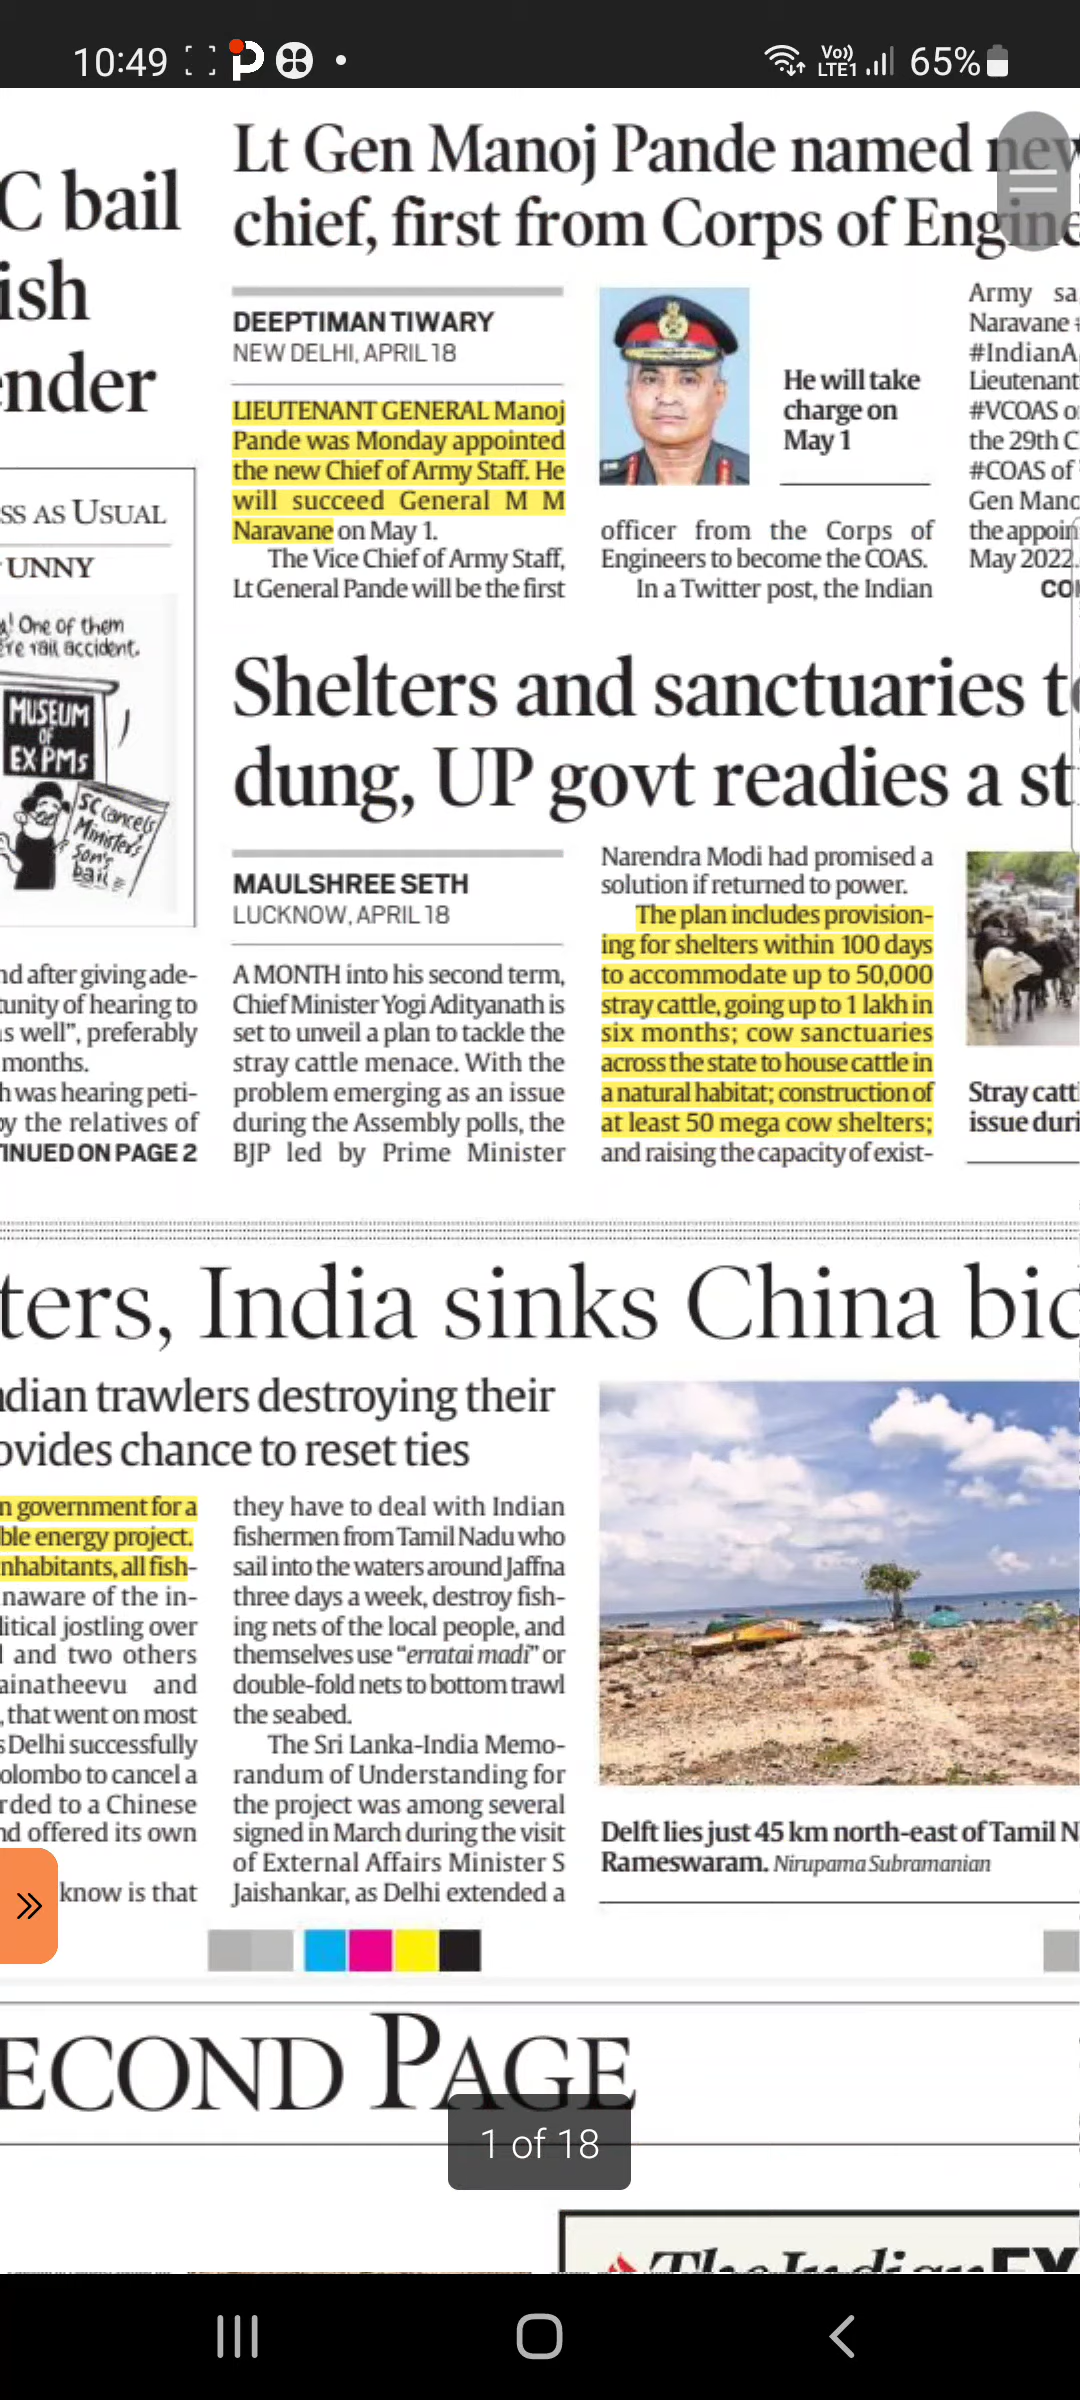 10:49
Vo))
LTE1
65%
C bail
ish
ender
SS AS USUAL
UNNY
a! One of them
ere rail accident.
MUSEUM
OF
EX PMs
SC cancels
Minister's
Son's
bail
nd after giving ade-
tunity of hearing to
s well", preferably
months.
h was hearing peti-
by the relatives of
TINUED ON PAGE 2
Lt Gen Manoj Pande named new
chief, first from Corps of Engine
DEEPTIMAN TIWARY
NEW DELHI, APRIL 18
LIEUTENANT GENERAL Manoj
Pande was Monday appointed
the new Chief of Army Staff. He
will succeed General M M
Naravane on May 1.
The Vice Chief of Army Staff,
Lt General Pande will be the first
He will take
charge on
May 1
officer from the Corps of
Engineers to become the COAS.
In a Twitter post, the Indian
Army sa
Naravane
#IndianA
Lieutenant
#VCOAS o
the 29th C
#COAS of
Gen Mano
the appoin
May 2022.
CO
Shelters and sanctuaries to
dung, UP govt readies a st
MAULSHREE SETH
LUCKNOW, APRIL 18
A MONTH into his second term,
Chief Minister Yogi Adityanath is
set to unveil a plan to tackle the
stray cattle menace. With the
problem emerging as an issue
during the Assembly polls, the
BJP led by Prime Minister
Narendra Modi had promised a
solution if returned to power.
The plan includes provision-
ing for shelters within 100 days
to accommodate up to 50,000
stray cattle, going up to 1 lakh in
six months; cow sanctuaries
across the state to house cattle in
a natural habitat; construction of
at least 50 mega cow shelters;
and raising the capacity of exist-
Stray catt
issue duri
ters, India sinks China bid
ndian trawlers destroying their
ovides chance to reset ties
n government for a
ble energy project.
nhabitants, all fish-
naware of the in-
litical jostling over
l and two others
ainatheevu and
, that went on most
s Delhi successfully
olombo to cancel a
rded to a Chinese
nd offered its own
know is that
they have to deal with Indian
fishermen from Tamil Nadu who
sail into the waters around Jaffna
three days a week, destroy fish-
ing nets of the local people, and
themselves use "erratai madi" or
double-fold nets to bottom trawl
the seabed.
The Sri Lanka-India Memo-
randum of Understanding for
the project was among several
signed in March during the visit
of External Affairs Minister S
Jaishankar, as Delhi extended a
Delft lies just 45 km north-east of Tamil N
Rameswaram. Nirupama Subramanian
ECOND PAGE
1 of 18
The Indian EX